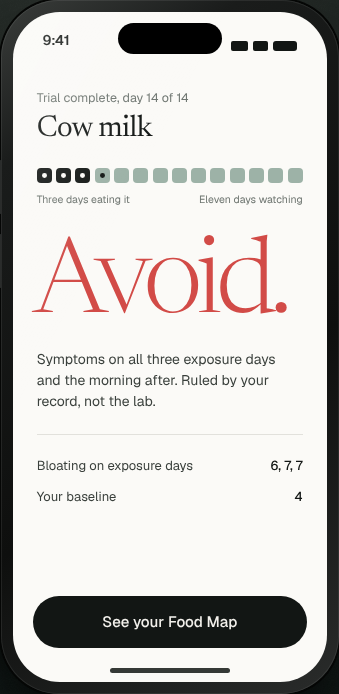 9:41
Trial complete, day 14 of 14
Cow milk
Three days eating it
Eleven days watching
Avoid.
Symptoms on all three exposure days
and the morning after. Ruled by your
record, not the lab.
Bloating on exposure days
6, 7, 7
Your baseline
4
See your Food Map